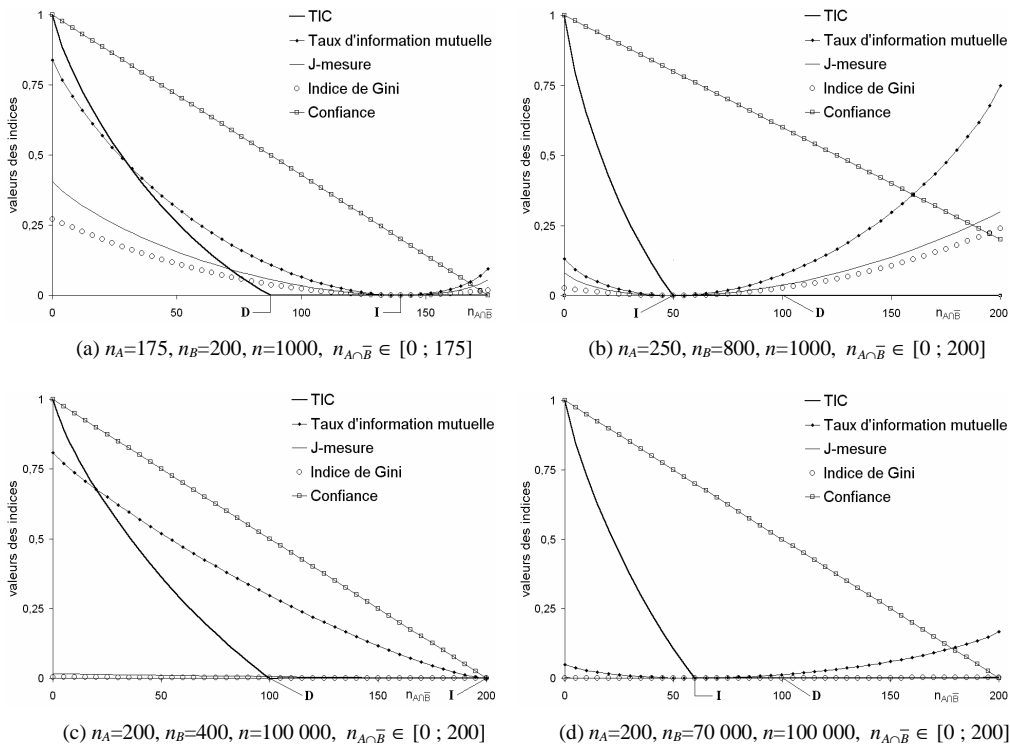 valeurs des indices
1
0,75
0,5
0,25
0
0
50
100
150
TIC
Taux d'information mutuelle
J-mesure
Indice de Gini
Confiance
D
I
n_{A∩B̅}
(a) n_A=175, n_B=200, n=1000, n_{A∩B̅} ∈ [0 ; 175]
valeurs des indices
1
0,75
0,5
0,25
0
0
50
100
150
200
TIC
Taux d'information mutuelle
J-mesure
Indice de Gini
Confiance
I
D
n_{A∩B̅}
(b) n_A=250, n_B=800, n=1000, n_{A∩B̅} ∈ [0 ; 200]
valeurs des indices
1
0,75
0,5
0,25
0
0
50
100
150
200
TIC
Taux d'information mutuelle
J-mesure
Indice de Gini
Confiance
D
I
n_{A∩B̅}
(c) n_A=200, n_B=400, n=100 000, n_{A∩B̅} ∈ [0 ; 200]
valeurs des indices
1
0,75
0,5
0,25
0
0
50
100
150
200
TIC
Taux d'information mutuelle
J-mesure
Indice de Gini
Confiance
I
D
n_{A∩B̅}
(d) n_A=200, n_B=70 000, n=100 000, n_{A∩B̅} ∈ [0 ; 200]